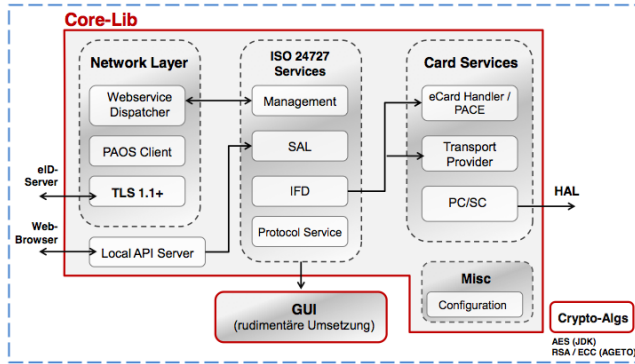 Core-Lib
Network Layer
Webservice
Dispatcher
PAOS Client
TLS 1.1+
Local API Server
eID-
Server
Web-
Browser
ISO 24727
Services
Management
SAL
IFD
Protocol Service
Card Services
eCard Handler /
PACE
Transport
Provider
PC/SC
HAL
GUI
(rudimentäre Umsetzung)
Misc
Configuration
Crypto-Algs
AES (JDK)
RSA / ECC (AGETO)